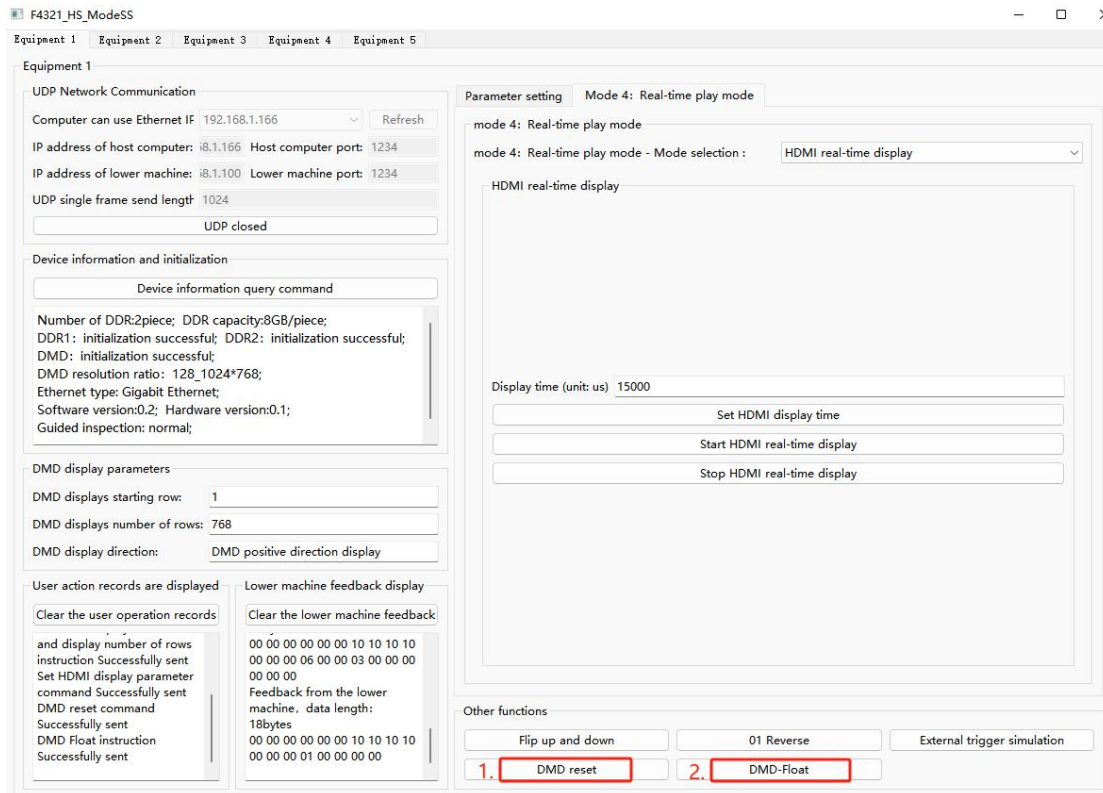 F4321_HS_ModeSS
Equipment 1 Equipment 2 Equipment 3 Equipment 4 Equipment 5
Equipment 1
UDP Network Communication
Computer can use Ethernet IF 192.168.1.166 Refresh
IP address of host computer: 8.1.166 Host computer port: 1234
IP address of lower machine: 8.1.100 Lower machine port: 1234
UDP single frame send length 1024
UDP closed
Device information and initialization
Device information query command
Number of DDR:2piece; DDR capacity:8GB/piece;
DDR1: initialization successful; DDR2: initialization successful;
DMD: initialization successful;
DMD resolution ratio: 128_1024*768;
Ethernet type: Gigabit Ethernet;
Software version:0.2; Hardware version:0.1;
Guided inspection: normal;
DMD display parameters
DMD displays starting row: 1
DMD displays number of rows: 768
DMD display direction: DMD positive direction display
User action records are displayed
Clear the user operation records
and display number of rows
instruction Successfully sent
Set HDMI display parameter
command Successfully sent
DMD reset command
Successfully sent
DMD Float instruction
Successfully sent
Lower machine feedback display
Clear the lower machine feedback
00 00 00 00 00 00 10 10 10 10
00 00 00 06 00 00 03 00 00 00
00 00 00
Feedback from the lower
machine, data length:
18bytes
00 00 00 00 00 00 10 10 10 10
00 00 00 01 00 00 00 00
Parameter setting Mode 4: Real-time play mode
mode 4: Real-time play mode
mode 4: Real-time play mode - Mode selection : HDMI real-time display
HDMI real-time display
Display time (unit: us) 15000
Set HDMI display time
Start HDMI real-time display
Stop HDMI real-time display
Other functions
Flip up and down 01 Reverse External trigger simulation
1. DMD reset 2. DMD-Float